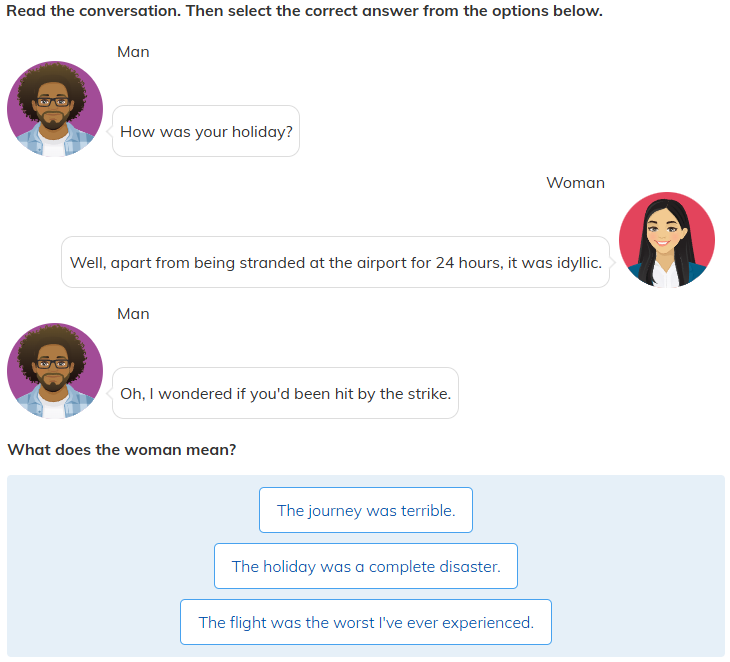 Read the conversation. Then select the correct answer from the options below.
Man
How was your holiday?
Woman
Well, apart from being stranded at the airport for 24 hours, it was idyllic.
Man
Oh, I wondered if you'd been hit by the strike.
What does the woman mean?
The journey was terrible.
The holiday was a complete disaster.
The flight was the worst I've ever experienced.